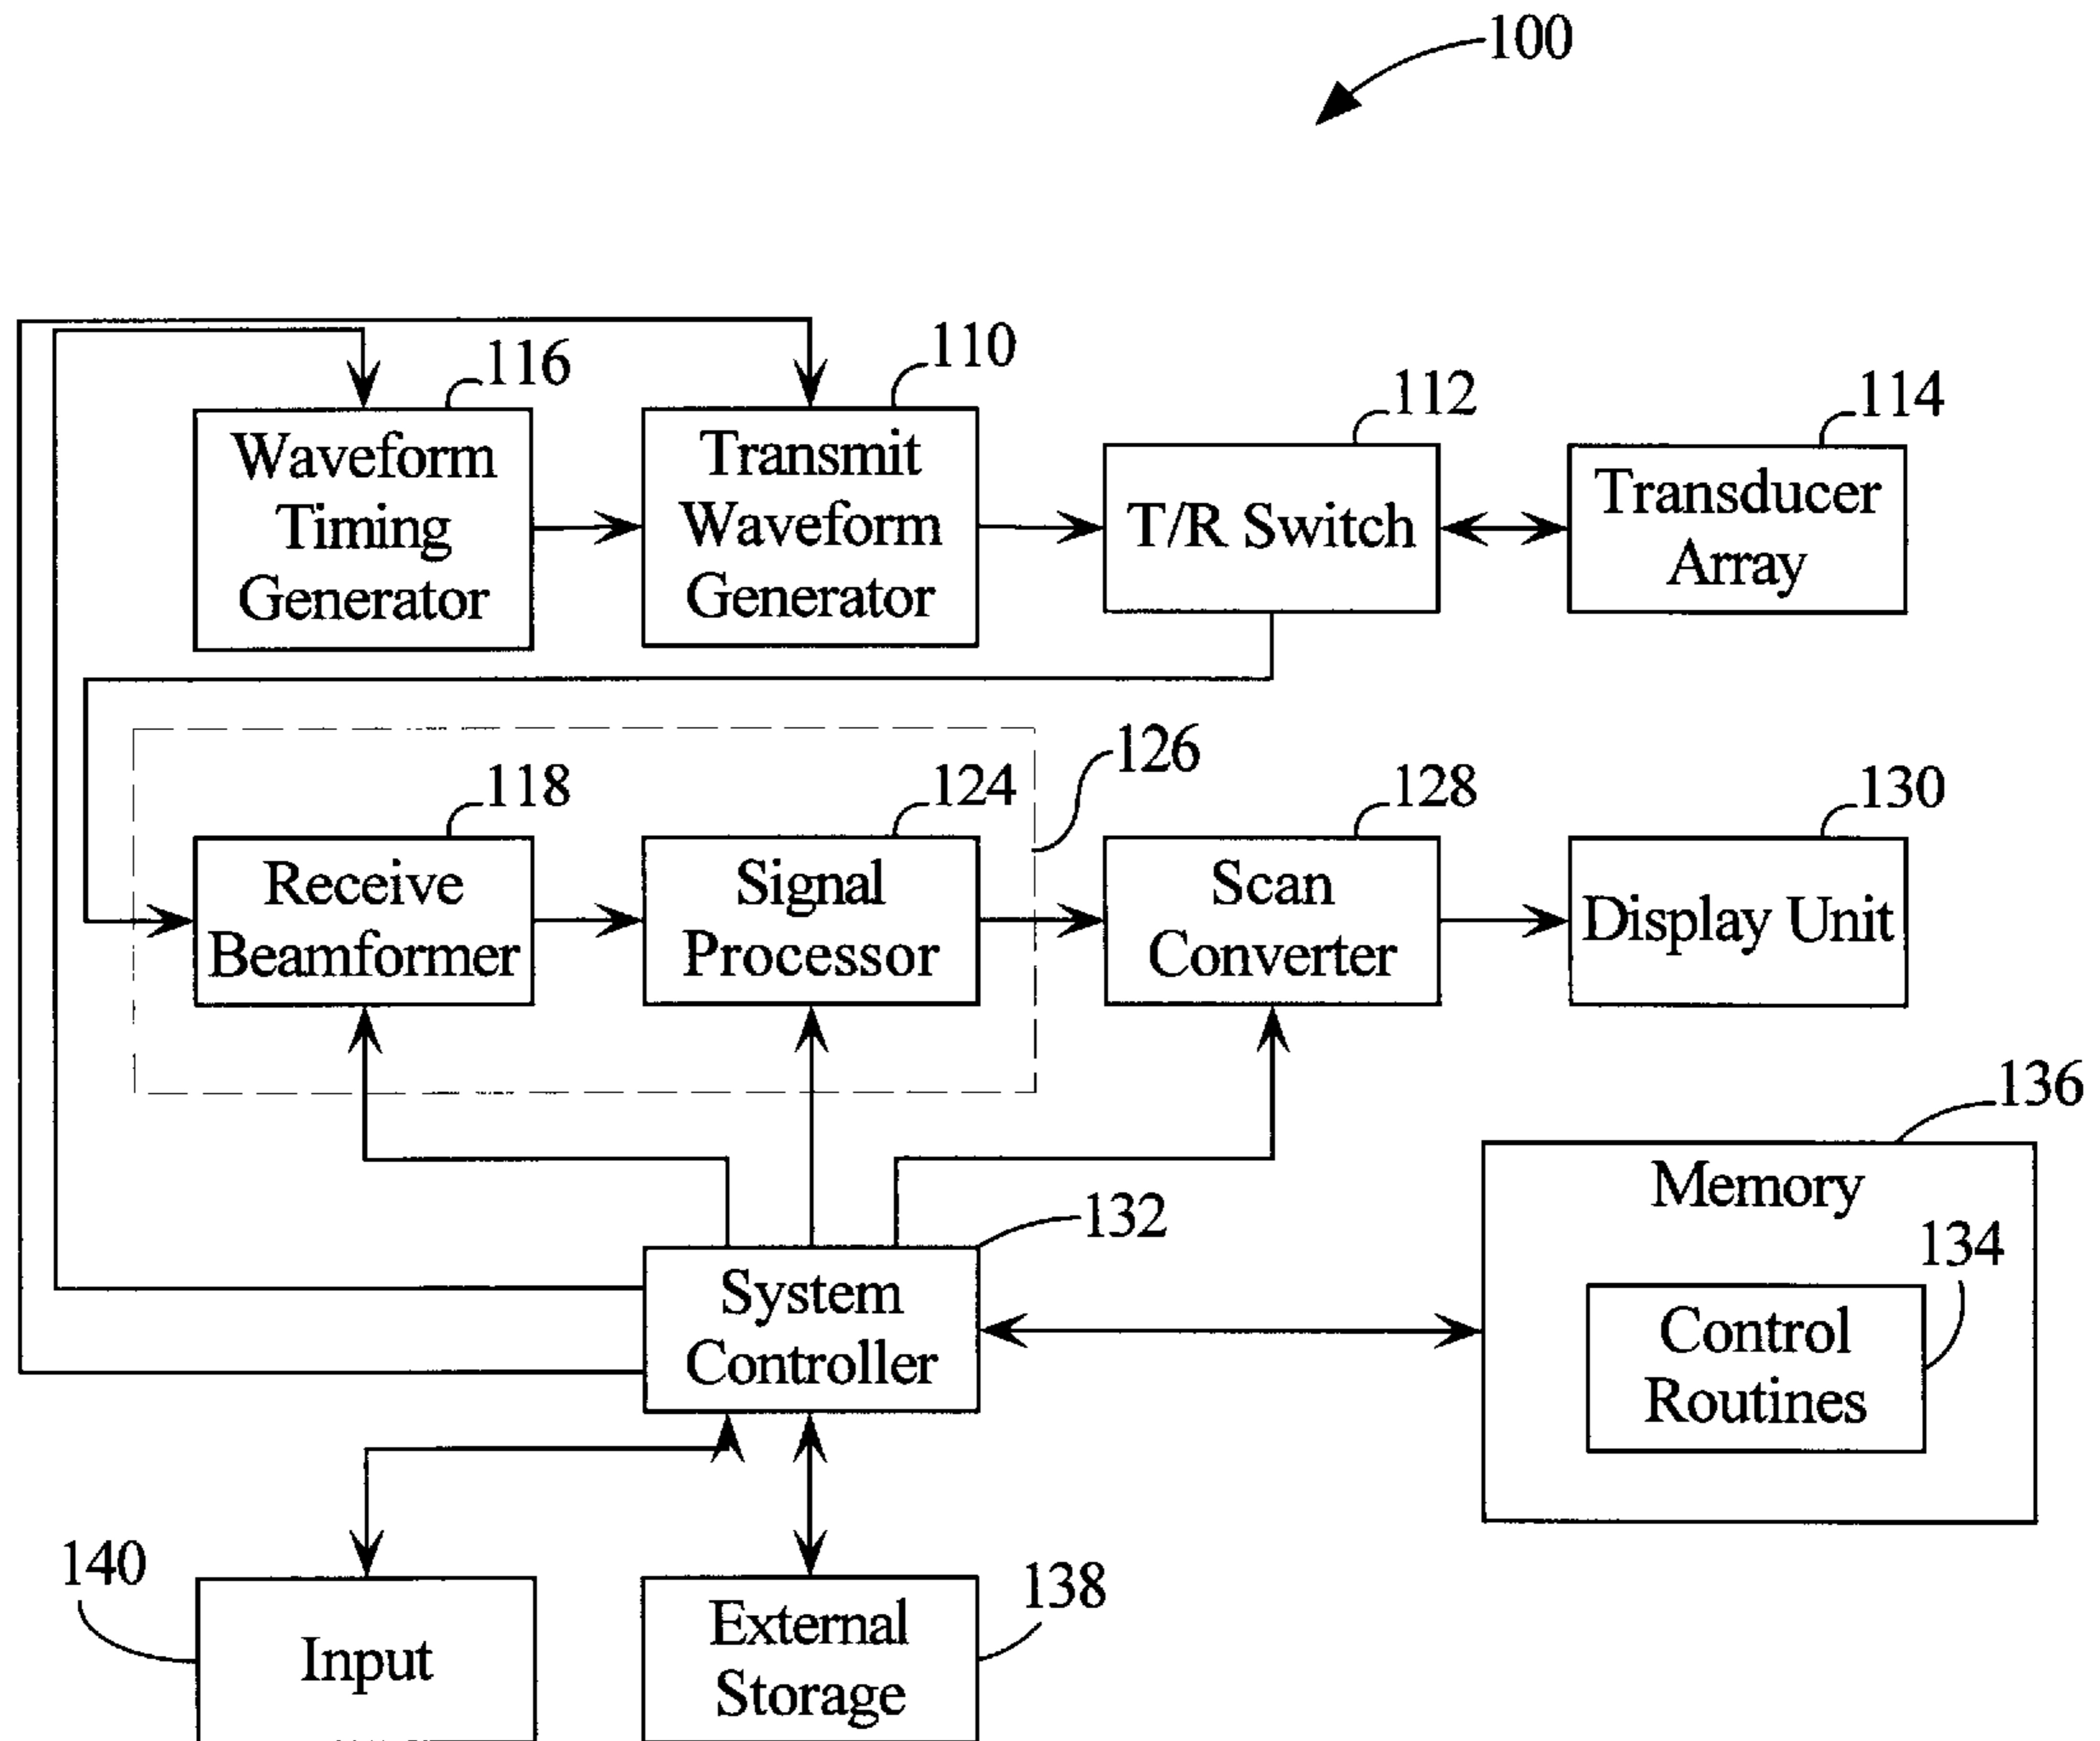 100
116
110
112
114
Waveform
Timing
Generator
Transmit
Waveform
Generator
T/R Switch
Transducer
Array
126
118
124
128
130
Receive
Beamformer
Signal
Processor
Scan
Converter
Display Unit
136
Memory
132
134
System
Controller
Control
Routines
140
138
Input
External
Storage